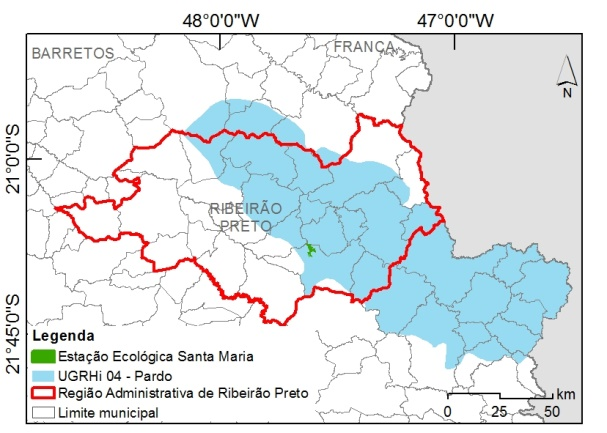 48°0'0"W
47°0'0"W
BARRETOS
FRANCA
N
21°0'0"S
RIBEIRÃO
PRETO
21°45'0"S
Legenda
Estação Ecológica Santa Maria
UGRHi 04 - Pardo
Região Administrativa de Ribeirão Preto
Limite municipal
km
0 25 50